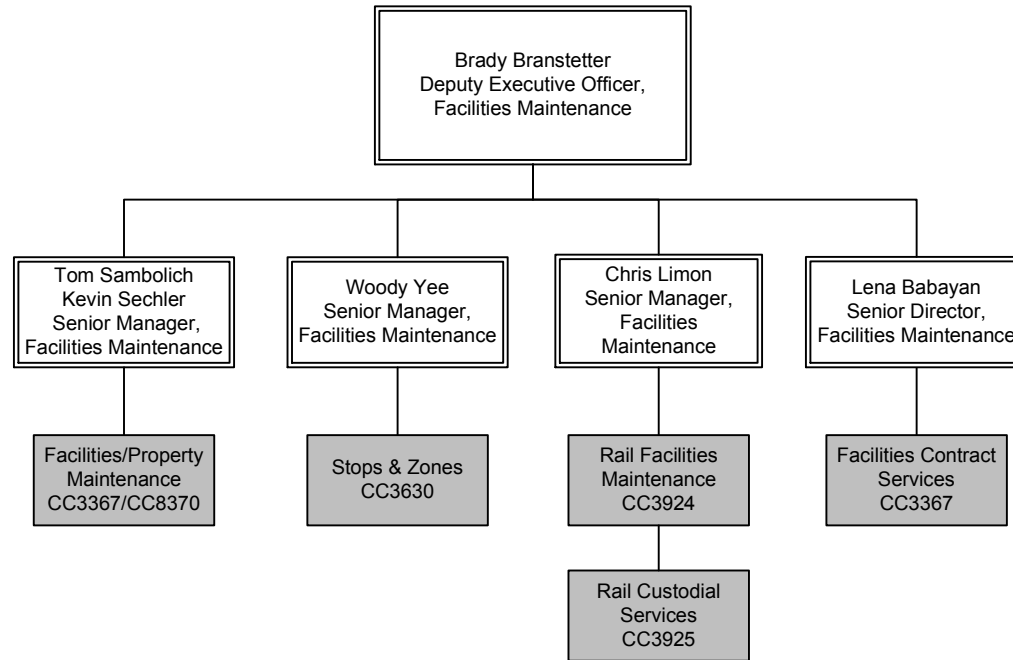 Brady Branstetter
Deputy Executive Officer,
Facilities Maintenance
Tom Sambolich
Kevin Sechler
Senior Manager,
Facilities Maintenance
Woody Yee
Senior Manager,
Facilities Maintenance
Chris Limon
Senior Manager,
Facilities
Maintenance
Lena Babayan
Senior Director,
Facilities Maintenance
Facilities/Property
Maintenance
CC3367/CC8370
Stops & Zones
CC3630
Rail Facilities
Maintenance
CC3924
Facilities Contract
Services
CC3367
Rail Custodial
Services
CC3925